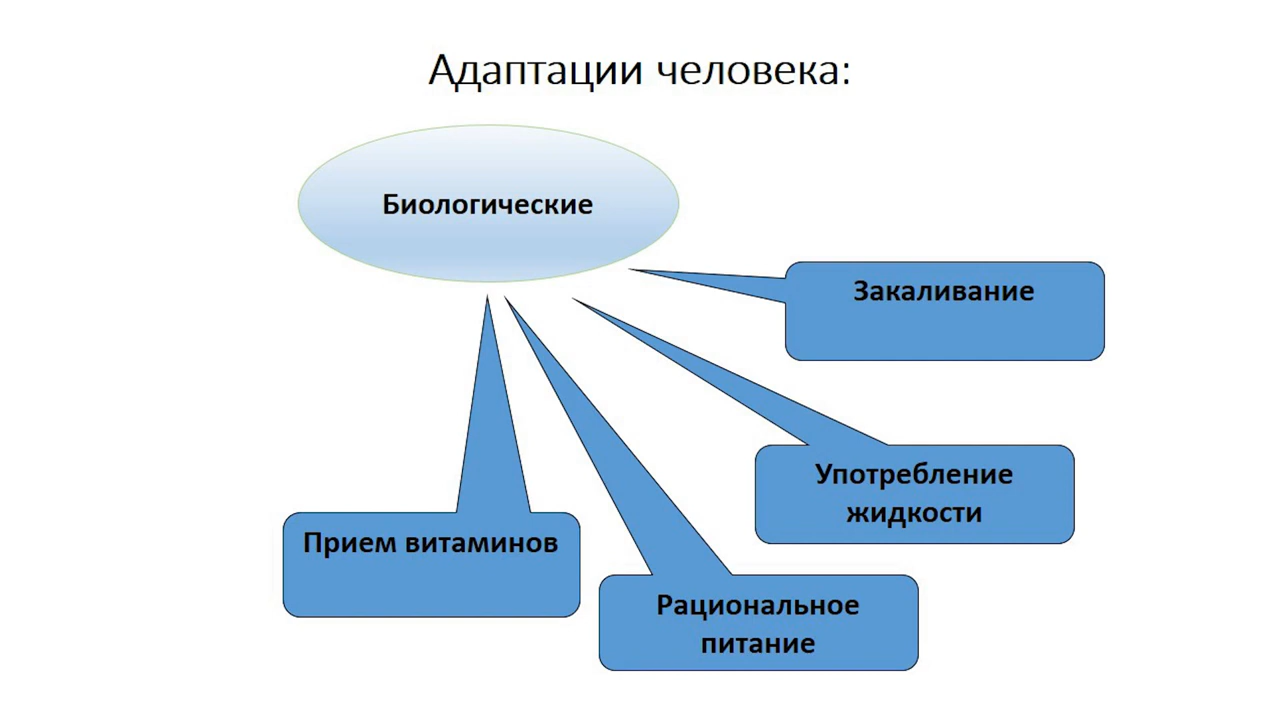 Адаптации человека:
Биологические
Закаливание
Употребление
жидкости
Прием витаминов
Рациональное
питание